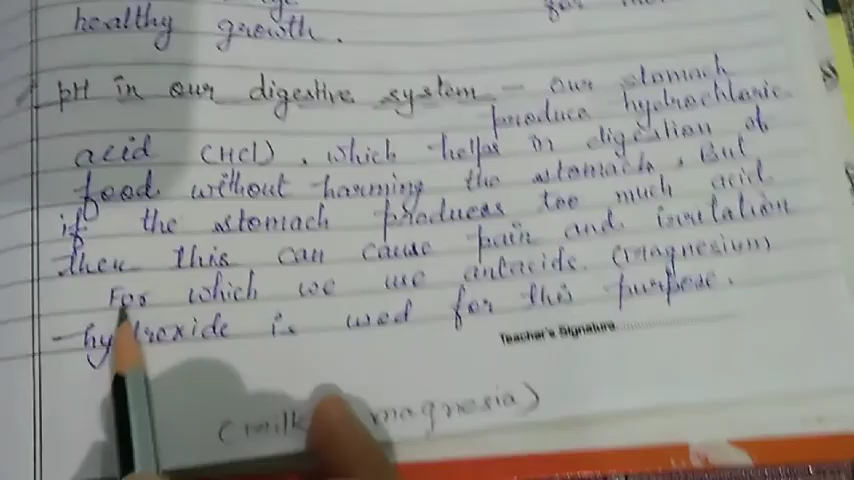 healthy growth.
for
pH in our digestive system - our stomach
produce hydrochloric
acid (HCl), which helps in digestion of
food without harming the stomach. But
if the stomach produces too much acid
then this can cause pain and irritation
For which we use antacids. (magnesium)
hydroxide is used for this purpose.
Teacher's Signature
(milk magnesia)